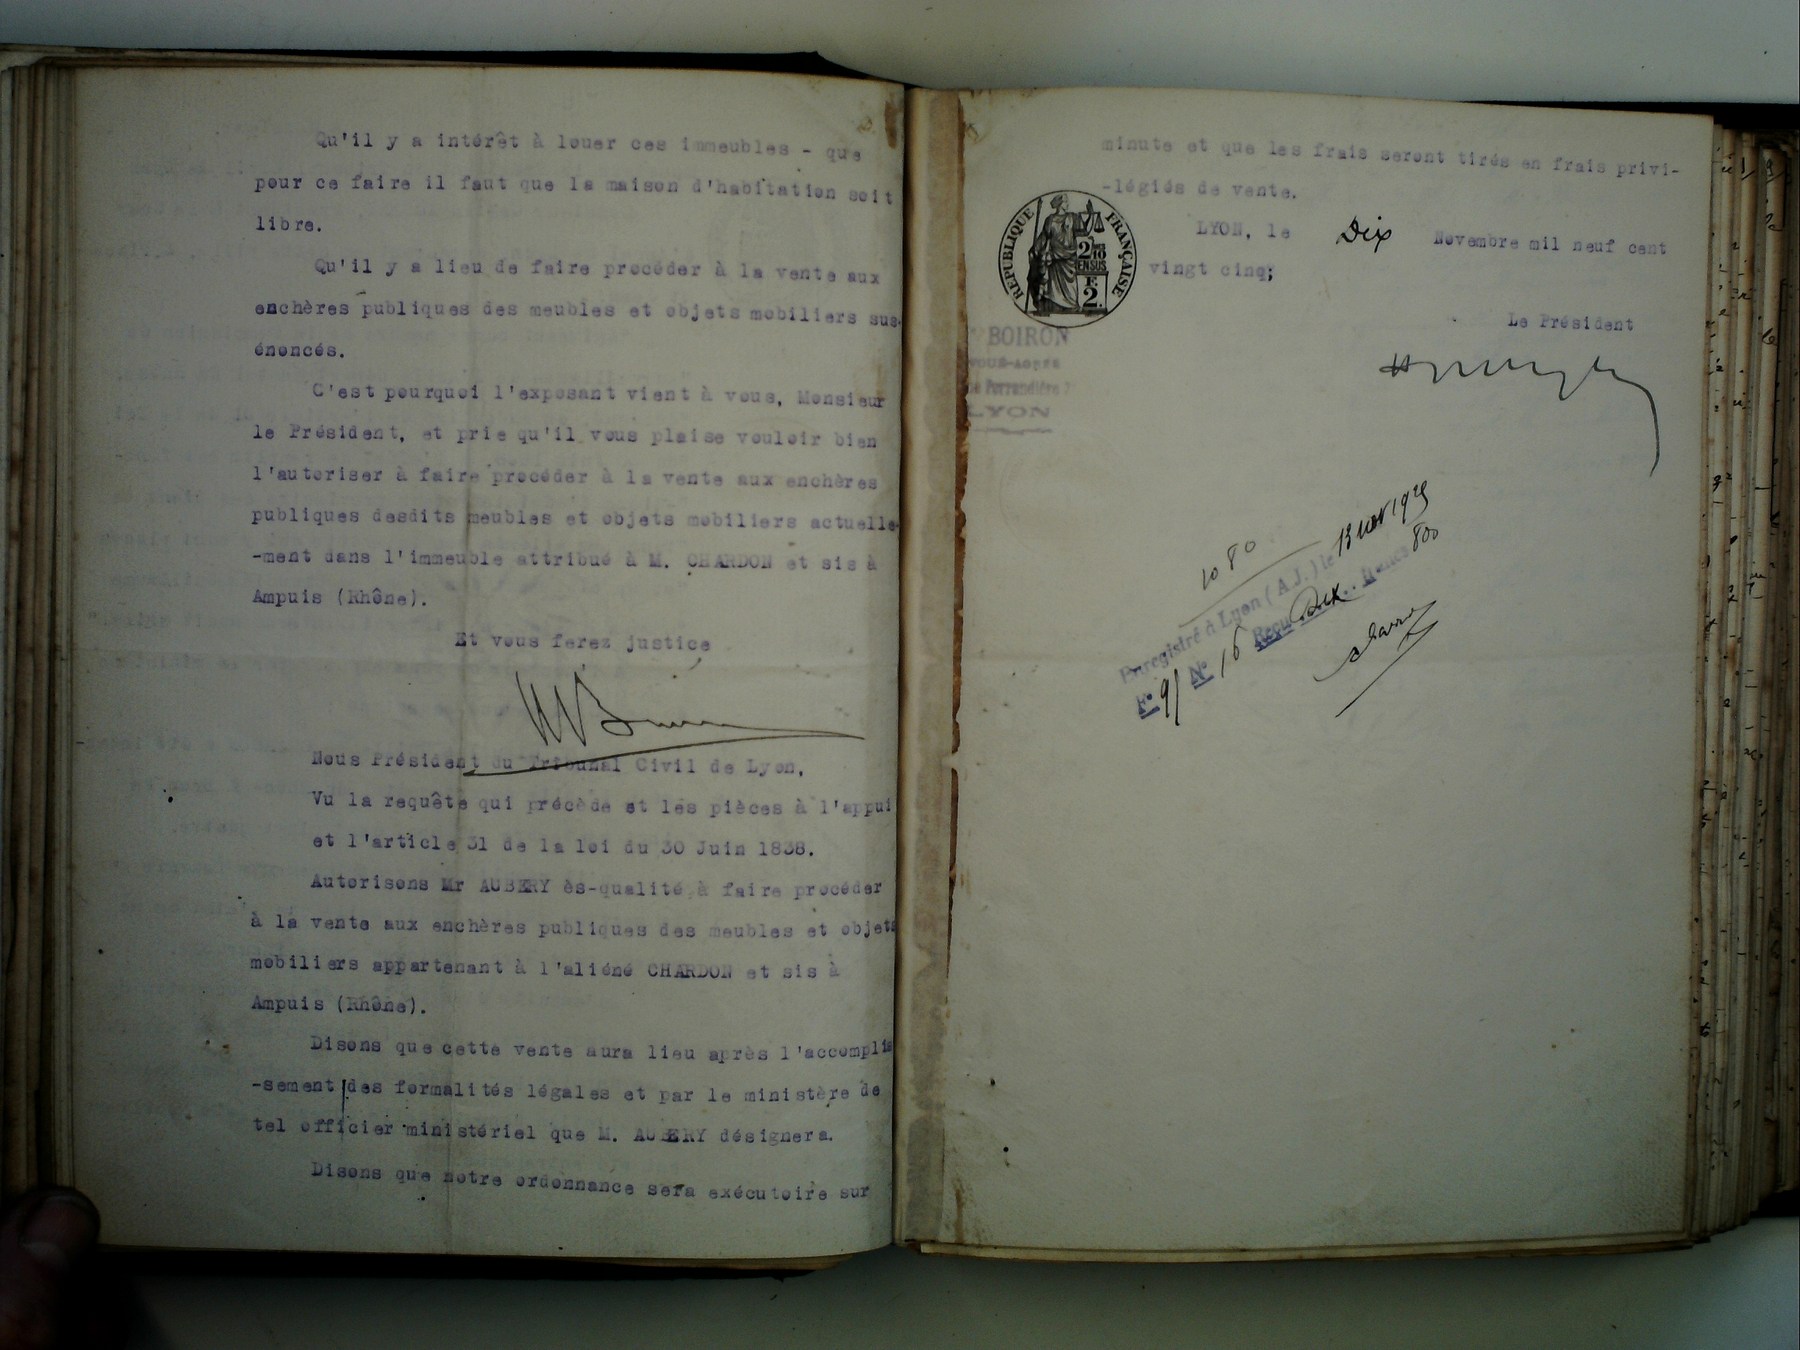 Qu'il y a intérêt à louer ces immeubles - que
pour ce faire il faut que la maison d'habitation soit
libre.
Qu'il y a lieu de faire procéder à la vente aux
enchères publiques des meubles et objets mobiliers sus-
énoncés.
C'est pourquoi l'exposant vient à vous, Monsieur
le Président, et prie qu'il vous plaise vouloir bien
l'autoriser à faire procéder à la vente aux enchères
publiques desdits meubles et objets mobiliers actuelle-
-ment dans l'immeuble attribué à M. CHARDON et sis à
Ampuis (Rhône).
Et vous ferez justice
Nous Président du Tribunal Civil de Lyon,
Vu la requête qui précède et les pièces à l'appui
et l'article 31 de la loi du 30 Juin 1838.
Autorisons Mr AUBERY ès-qualité, à faire procéder
à la vente aux enchères publiques des meubles et objets
mobiliers appartenant à l'aliéné CHARDON et sis à
Ampuis (Rhône).
Disons que cette vente aura lieu après l'accomplis
-sement des formalités légales et par le ministère de
tel officier ministériel que M. AUBERY désignera.
Disons que notre ordonnance sera exécutoire sur
minute et que les frais seront tirés en frais privi-
-légiés de vente.
LYON, le Dix Novembre mil neuf cent
vingt cinq;
RÉPUBLIQUE FRANÇAISE
2/10
EN SUS
F.
2.
BOIRON
LYON
Le Président
1080
Enregistré à Lyon (A.J.) le 13 nov 1925
F° 91 N° 16 Reçu Dix